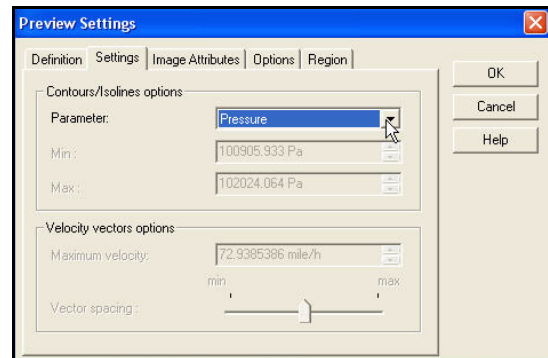 Preview Settings
Definition Settings Image Attributes Options Region
OK
Cancel
Help
Contours/Isolines options
Parameter: Pressure
Min : 100905.933 Pa
Max : 102024.064 Pa
Velocity vectors options
Maximum velocity: 72.9385386 mile/h
min max
Vector spacing :